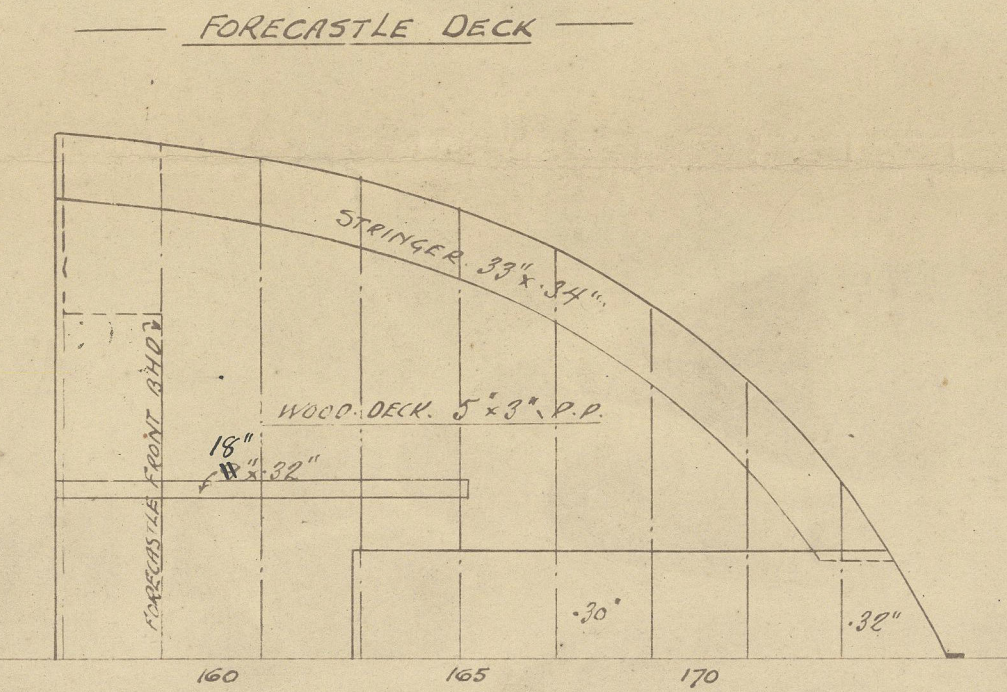 FORECASTLE DECK
STRINGER. 33" x .34"
WOOD DECK. 5" x 3" P.P.
18"
"x .32"
FORECASTLE FRONT BHD
.30"
.32"
160
165
170